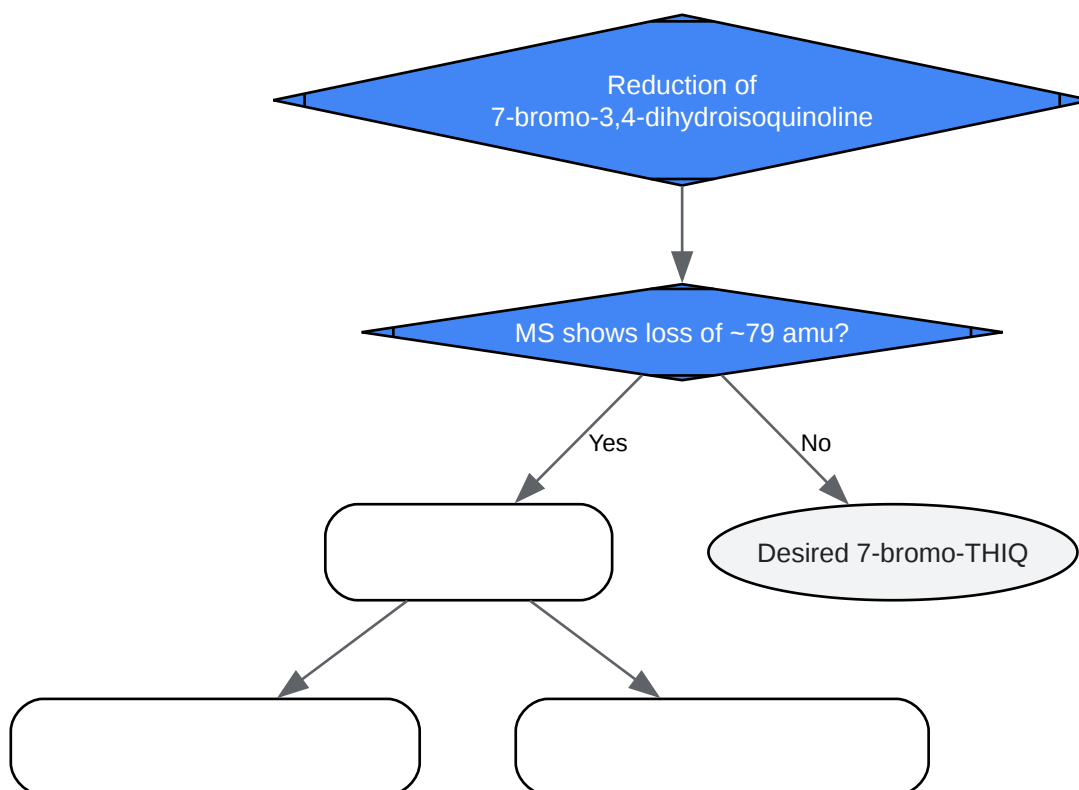 Reduction of
7-bromo-3,4-dihydroisoquinoline
MS shows loss of ~79 amu?
Yes
No
Desired 7-bromo-THIQ